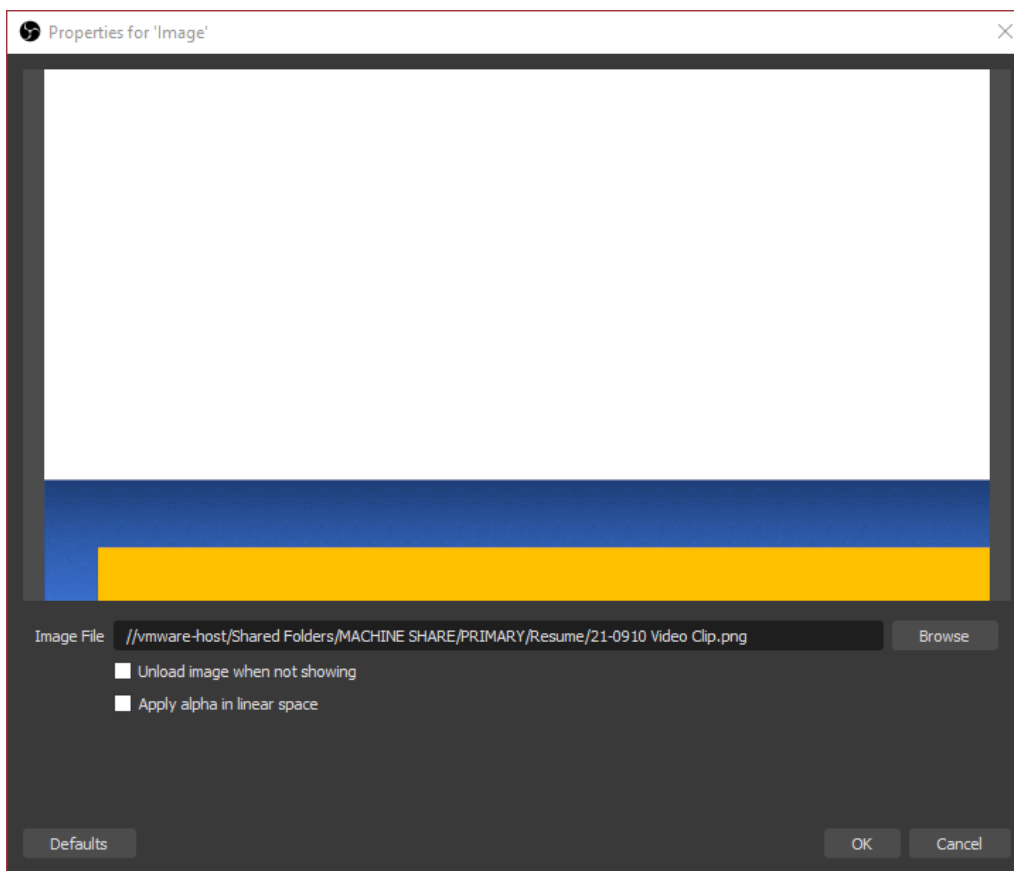 Properties for 'Image'
Image File //vmware-host/Shared Folders/MACHINE SHARE/PRIMARY/Resume/21-0910 Video Clip.png Browse
Unload image when not showing
Apply alpha in linear space
Defaults OK Cancel